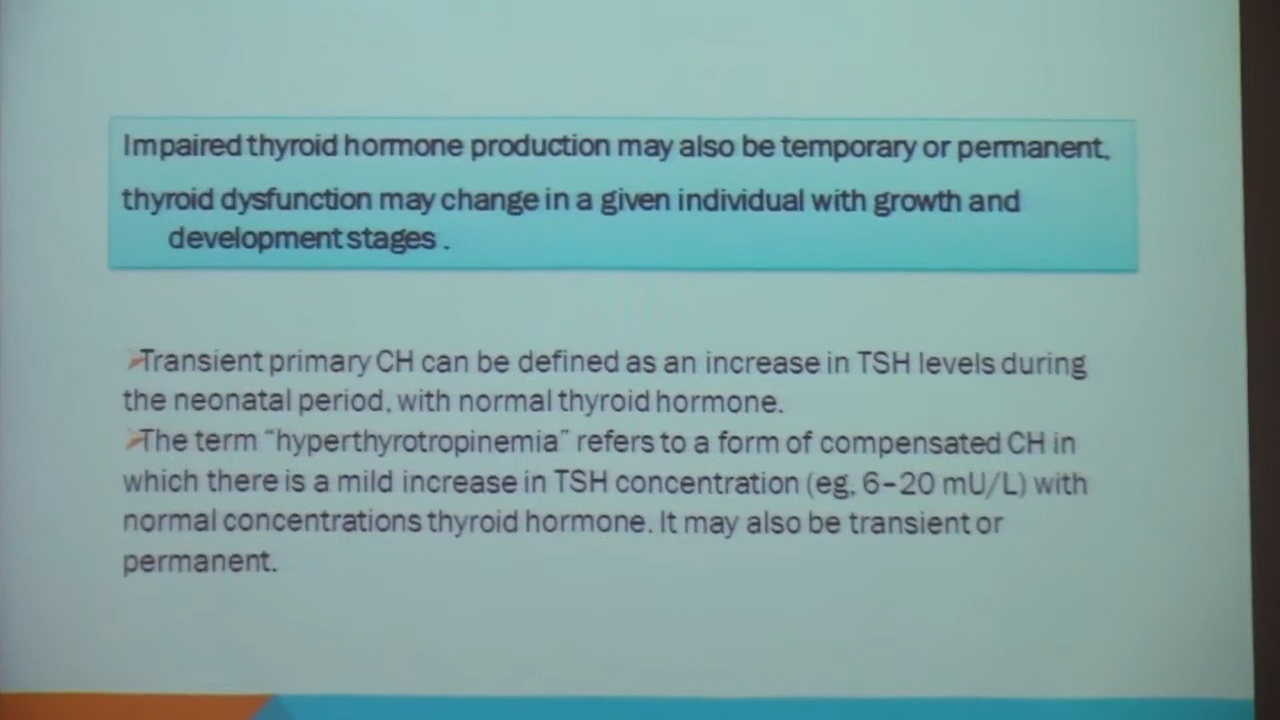 Impaired thyroid hormone production may also be temporary or permanent,
thyroid dysfunction may change in a given individual with growth and
development stages .
Transient primary CH can be defined as an increase in TSH levels during
the neonatal period, with normal thyroid hormone.
The term “hyperthyrotropinemia” refers to a form of compensated CH in
which there is a mild increase in TSH concentration (eg, 6–20 mU/L) with
normal concentrations thyroid hormone. It may also be transient or
permanent.